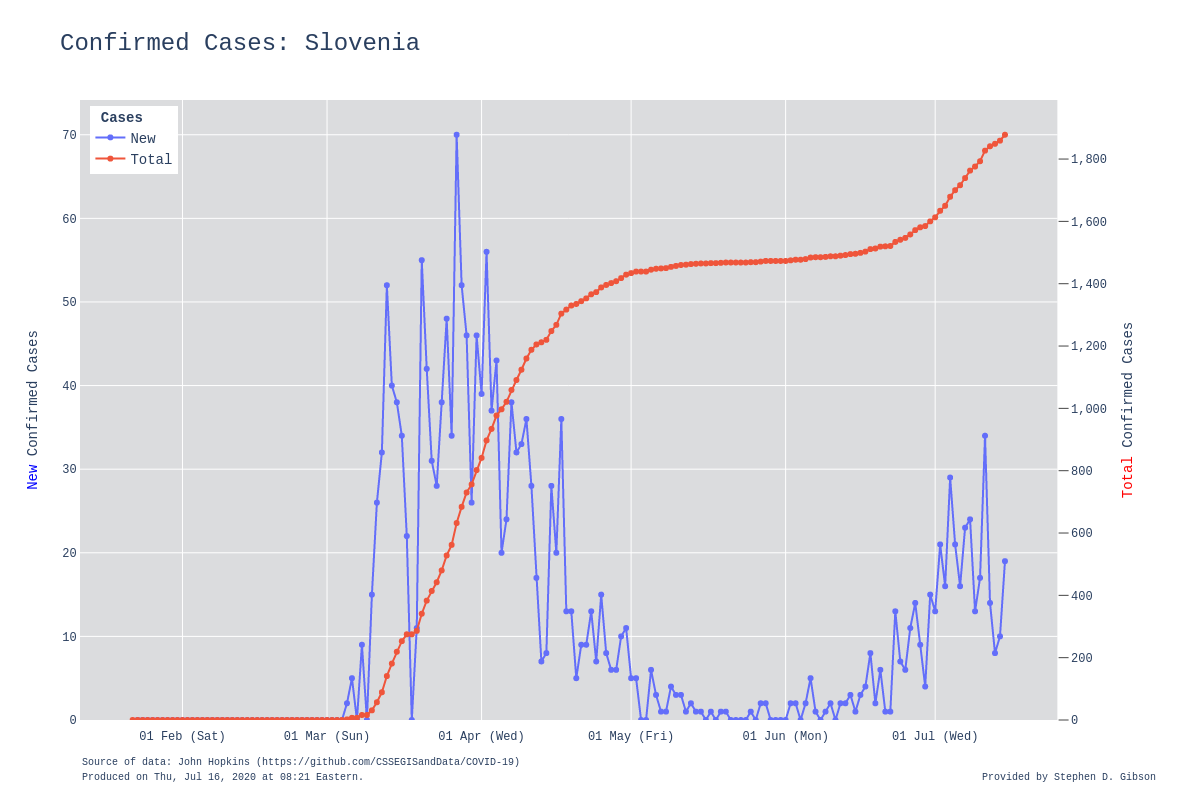 Confirmed Cases: Slovenia
Cases
New
Total
70
60
50
40
30
20
10
0
1,800
1,600
1,400
1,200
1,000
800
600
400
200
0
New Confirmed Cases
Total Confirmed Cases
01 Feb (Sat)
01 Mar (Sun)
01 Apr (Wed)
01 May (Fri)
01 Jun (Mon)
01 Jul (Wed)
Source of data: John Hopkins (https://github.com/CSSEGISandData/COVID-19)
Produced on Thu, Jul 16, 2020 at 08:21 Eastern.
Provided by Stephen D. Gibson